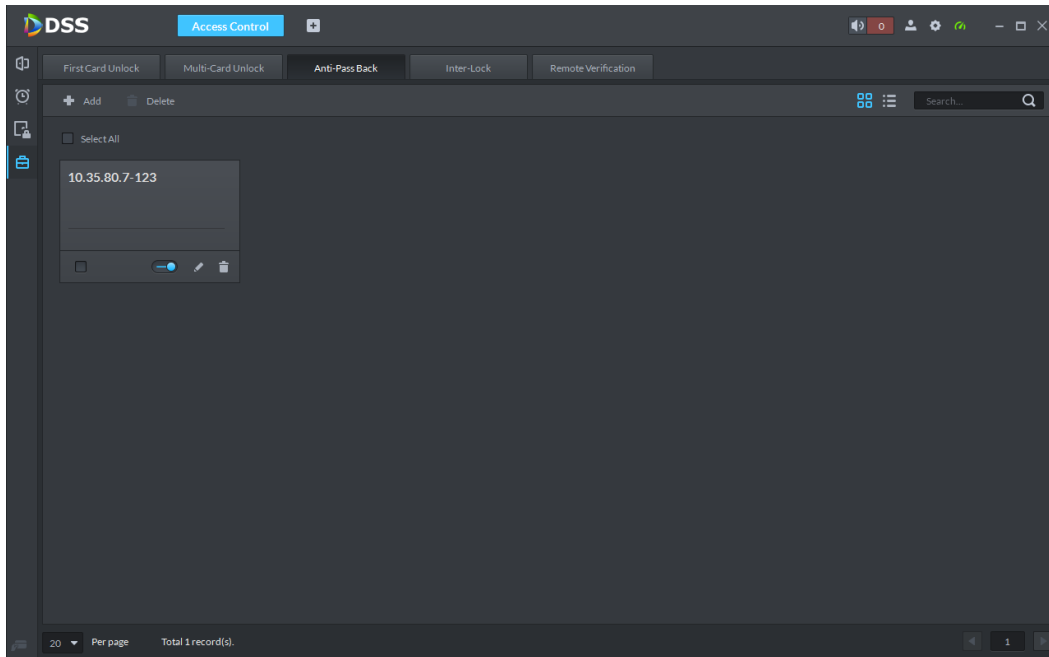 DSS Access Control 0
First Card Unlock Multi-Card Unlock Anti-Pass Back Inter-Lock Remote Verification
Add Delete Search...
Select All
10.35.80.7-123
20 Per page Total 1 record(s). 1